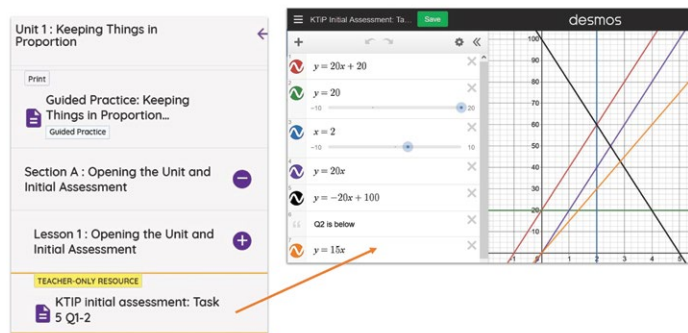 Unit 1 : Keeping Things in
Proportion
Print
Guided Practice: Keeping
Things in Proportion...
Guided Practice
Section A : Opening the Unit and
Initial Assessment
Lesson 1 : Opening the Unit and
Initial Assessment
TEACHER-ONLY RESOURCE
KTIP initial assessment: Task
5 Q1-2
KTiP Initial Assessment: Ta...
Save
desmos
y = 20x + 20
y = 20
-10 20
x = 2
-10 10
y = 20x
y = −20x + 100
Q2 is below
y = 15x
100
90
80
70
60
50
40
30
20
10
-1 0 1 2 3 4 5